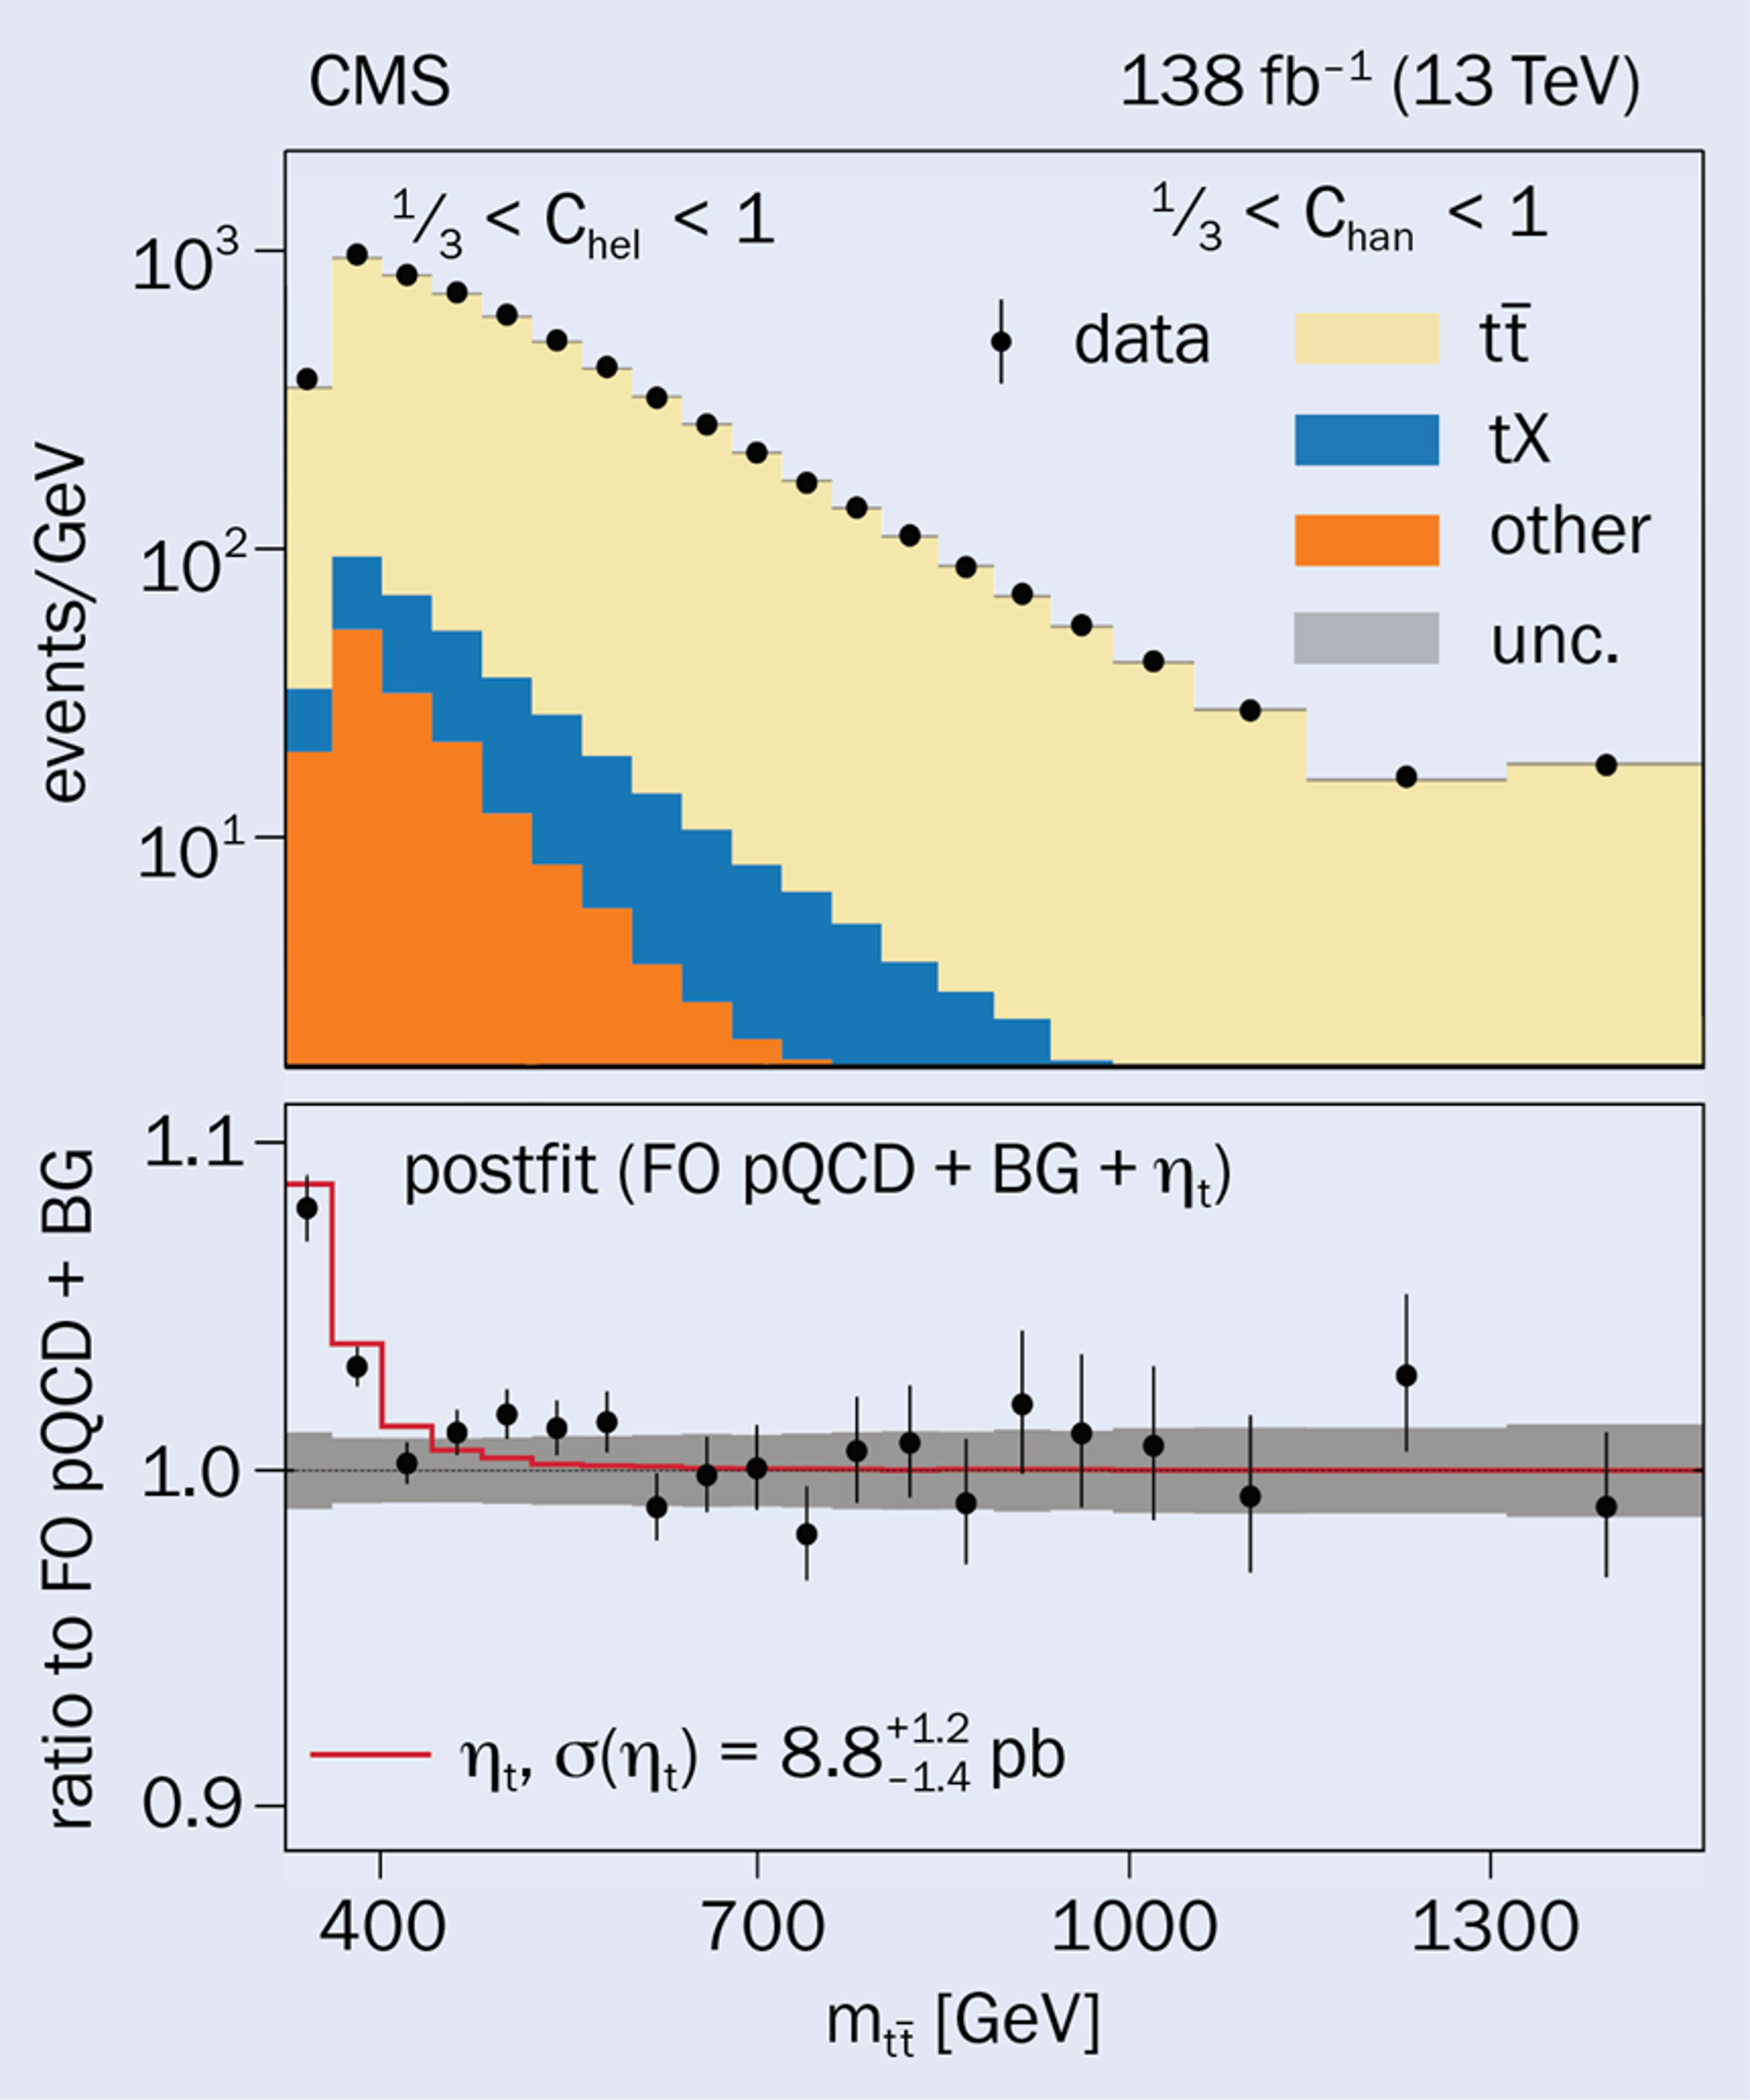 CMS 138 fb⁻¹ (13 TeV)
⅓ < C_hel < 1 ⅓ < C_han < 1
10³
10²
10¹
events/GeV
data
tt̄
tX
other
unc.
1.1
1.0
0.9
ratio to FO pQCD + BG
postfit (FO pQCD + BG + η_t)
η_t, σ(η_t) = 8.8 +1.2 −1.4 pb
400 700 1000 1300
m_tt̄ [GeV]